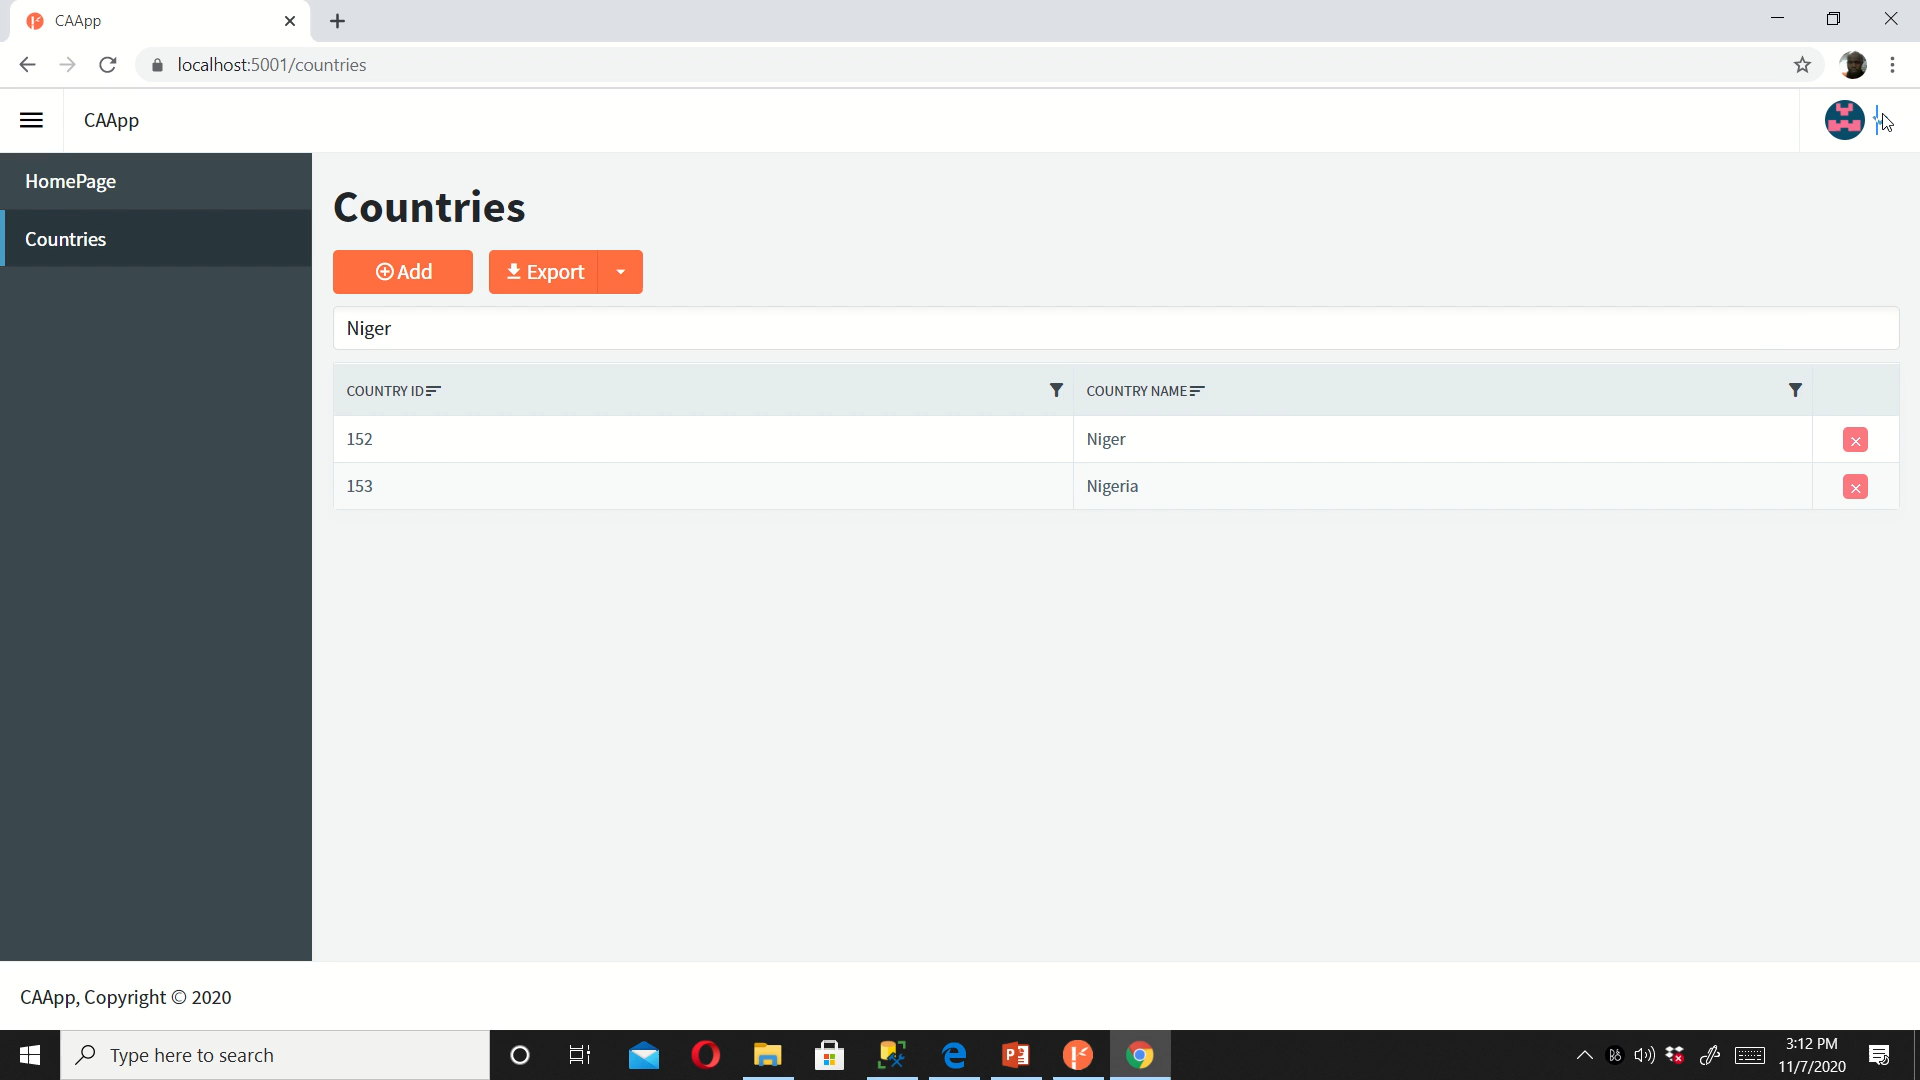 CAApp
localhost:5001/countries
CAApp
HomePage
Countries
Countries
Add
Export
Niger
COUNTRY ID
COUNTRY NAME
152
Niger
153
Nigeria
CAApp, Copyright © 2020
Type here to search
3:12 PM
11/7/2020